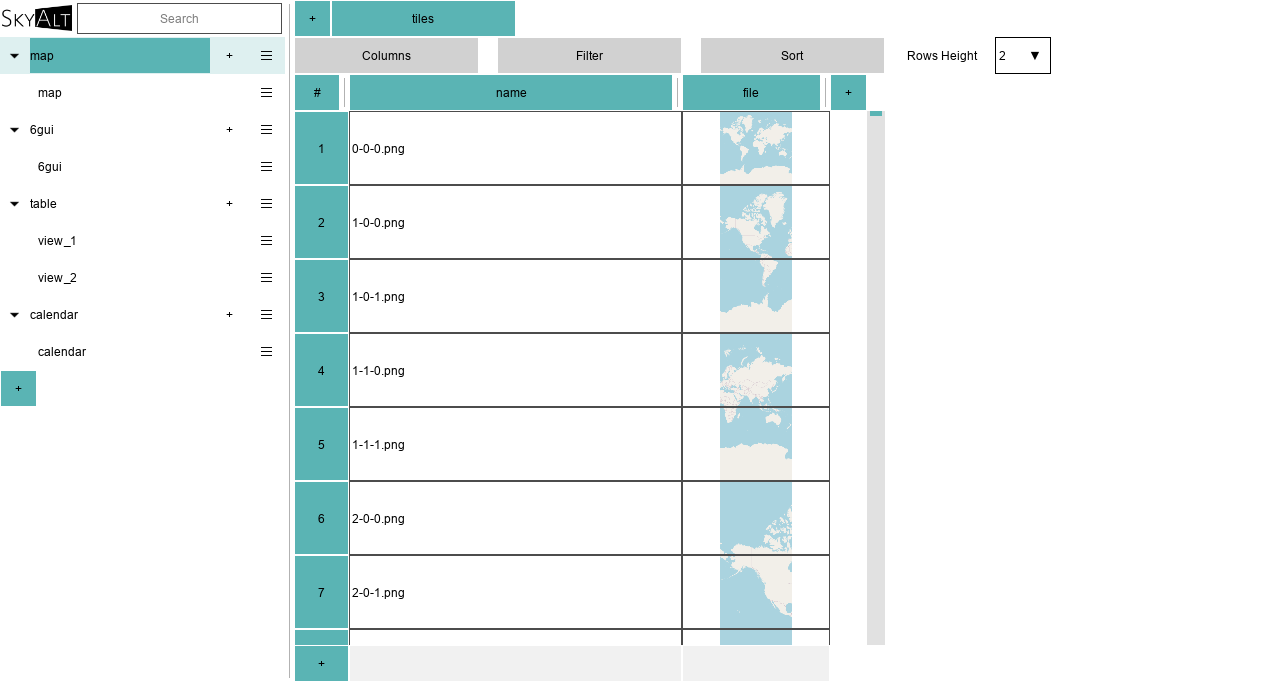 SKYALT Search + tiles
map + Columns Filter Sort Rows Height 2 ▼
map # name file +
6gui + 1 0-0-0.png
6gui
table + 2 1-0-0.png
view_1
view_2 3 1-0-1.png
calendar +
calendar 4 1-1-0.png
+
5 1-1-1.png
6 2-0-0.png
7 2-0-1.png
+